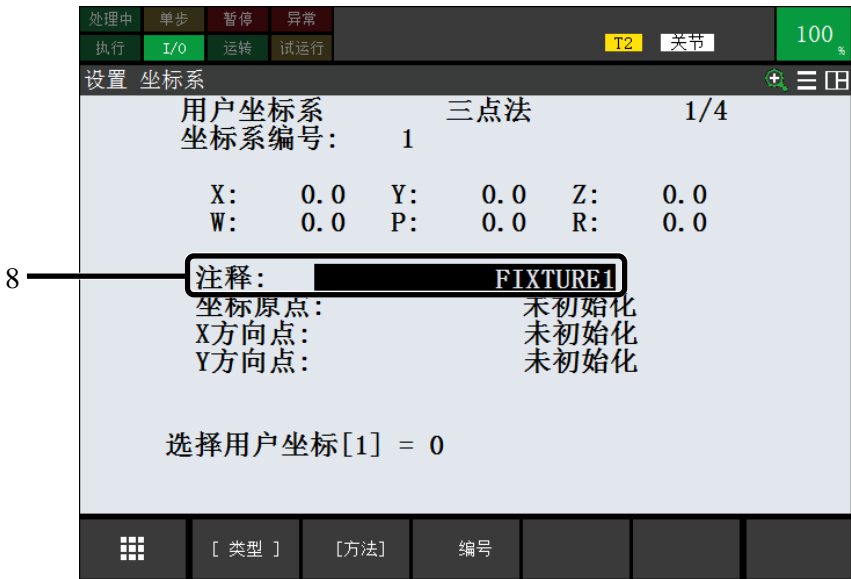 处理中 单步 暂停 异常
执行 I/O 运转 试运行 T2 关节 100 %
设置 坐标系
用户坐标系 三点法 1/4
坐标系编号: 1
X: 0.0 Y: 0.0 Z: 0.0
W: 0.0 P: 0.0 R: 0.0
8 注释: FIXTURE1
坐标原点: 未初始化
X方向点: 未初始化
Y方向点: 未初始化
选择用户坐标[1] = 0
[ 类型 ] [方法] 编号